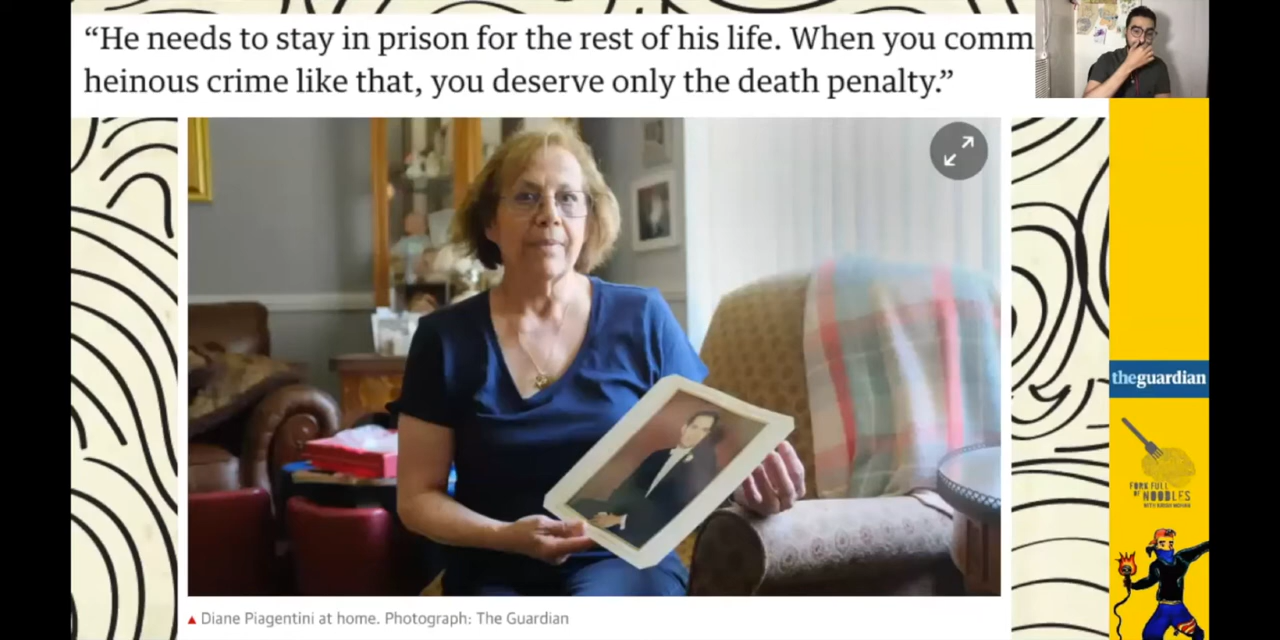 “He needs to stay in prison for the rest of his life. When you comm
heinous crime like that, you deserve only the death penalty.”
theguardian
FORK FULL
OF NOODLES
Diane Piagentini at home. Photograph: The Guardian